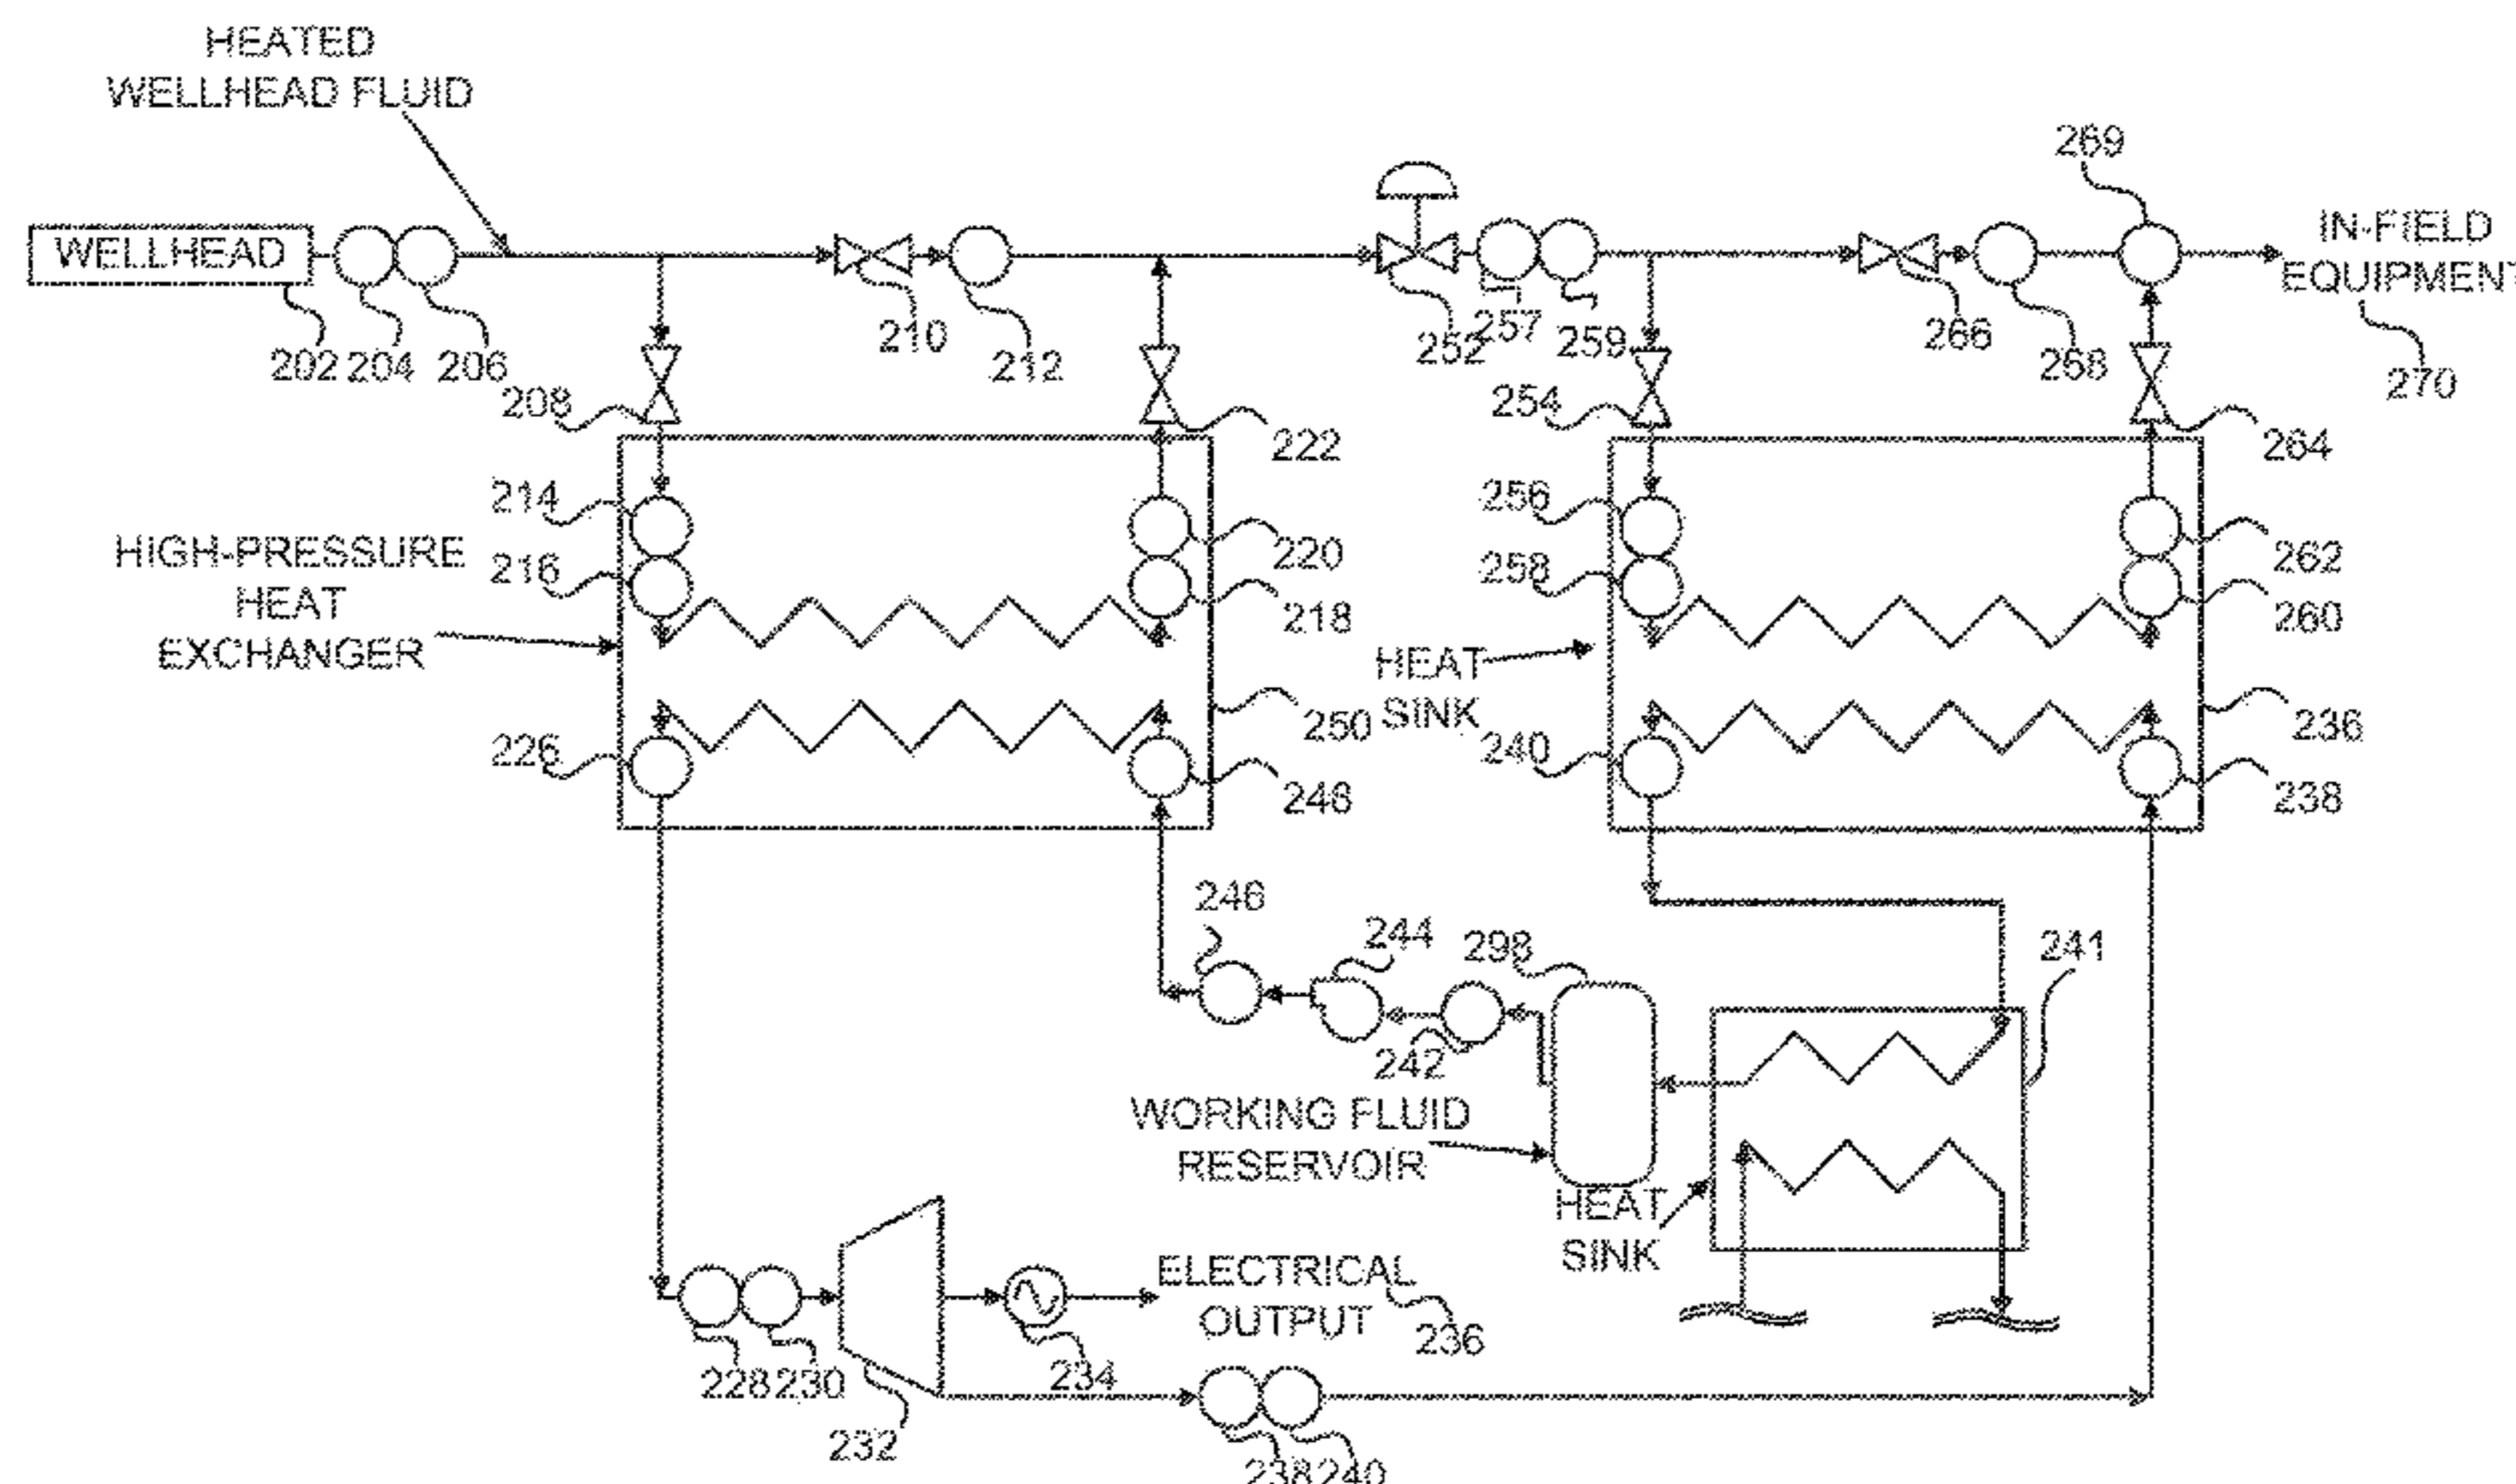 HEATED
WELLHEAD FLUID
269
WELLHEAD
IN-FIELD
EQUIPMENT
202 204 206
210
212
252
257
259
266
268
270
208
222
254
264
214
220
256
262
HIGH-PRESSURE
HEAT
EXCHANGER
216
218
258
260
HEAT
SINK
250
236
226
248
240
238
246
244
298
241
242
WORKING FLUID
RESERVOIR
HEAT
SINK
ELECTRICAL
OUTPUT
236
228 230
234
232
238 240